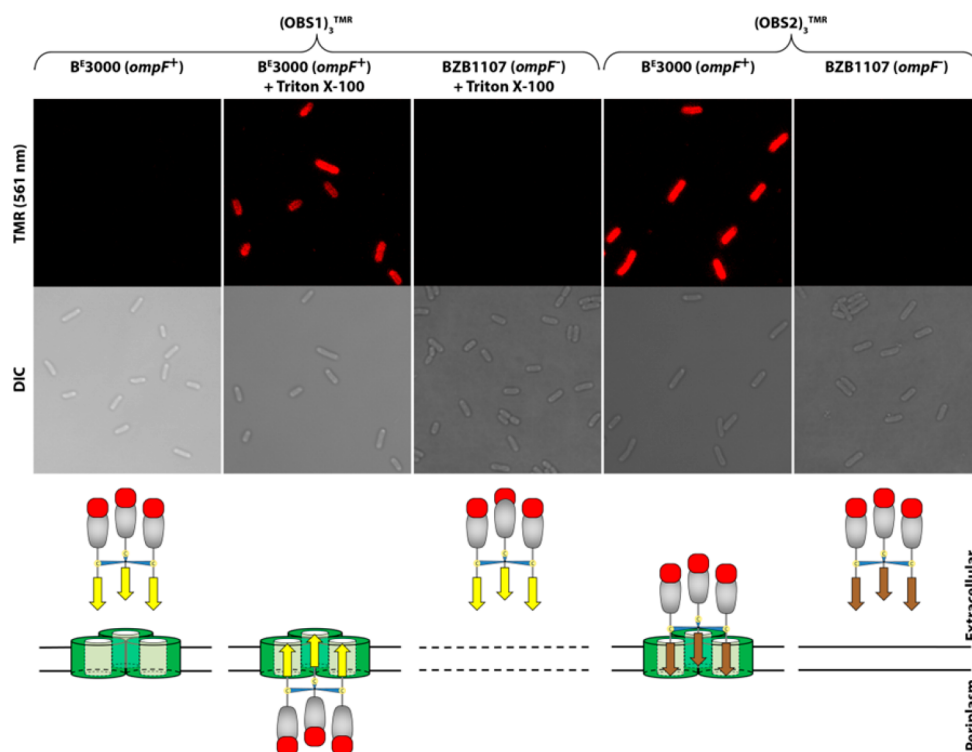 (OBS1)₃ᵀᴹᴿ
(OBS2)₃ᵀᴹᴿ
Bᴱ3000 (ompF⁺)
Bᴱ3000 (ompF⁺)
+ Triton X-100
BZB1107 (ompF⁻)
+ Triton X-100
Bᴱ3000 (ompF⁺)
BZB1107 (ompF⁻)
TMR (561 nm)
DIC
Extracellular
Periplasm